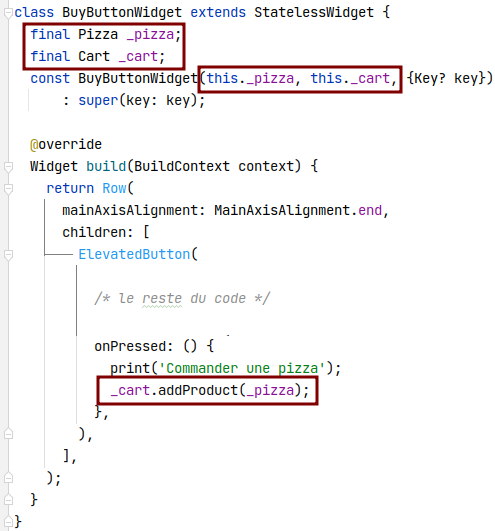 class BuyButtonWidget extends StatelessWidget {
  final Pizza _pizza;
  final Cart _cart;
  const BuyButtonWidget(this._pizza, this._cart, {Key? key})
      : super(key: key);

  @override
  Widget build(BuildContext context) {
    return Row(
      mainAxisAlignment: MainAxisAlignment.end,
      children: [
        ElevatedButton(

          /* le reste du code */

          onPressed: () {
            print('Commander une pizza');
            _cart.addProduct(_pizza);
          },
        ),
      ],
    );
  }
}